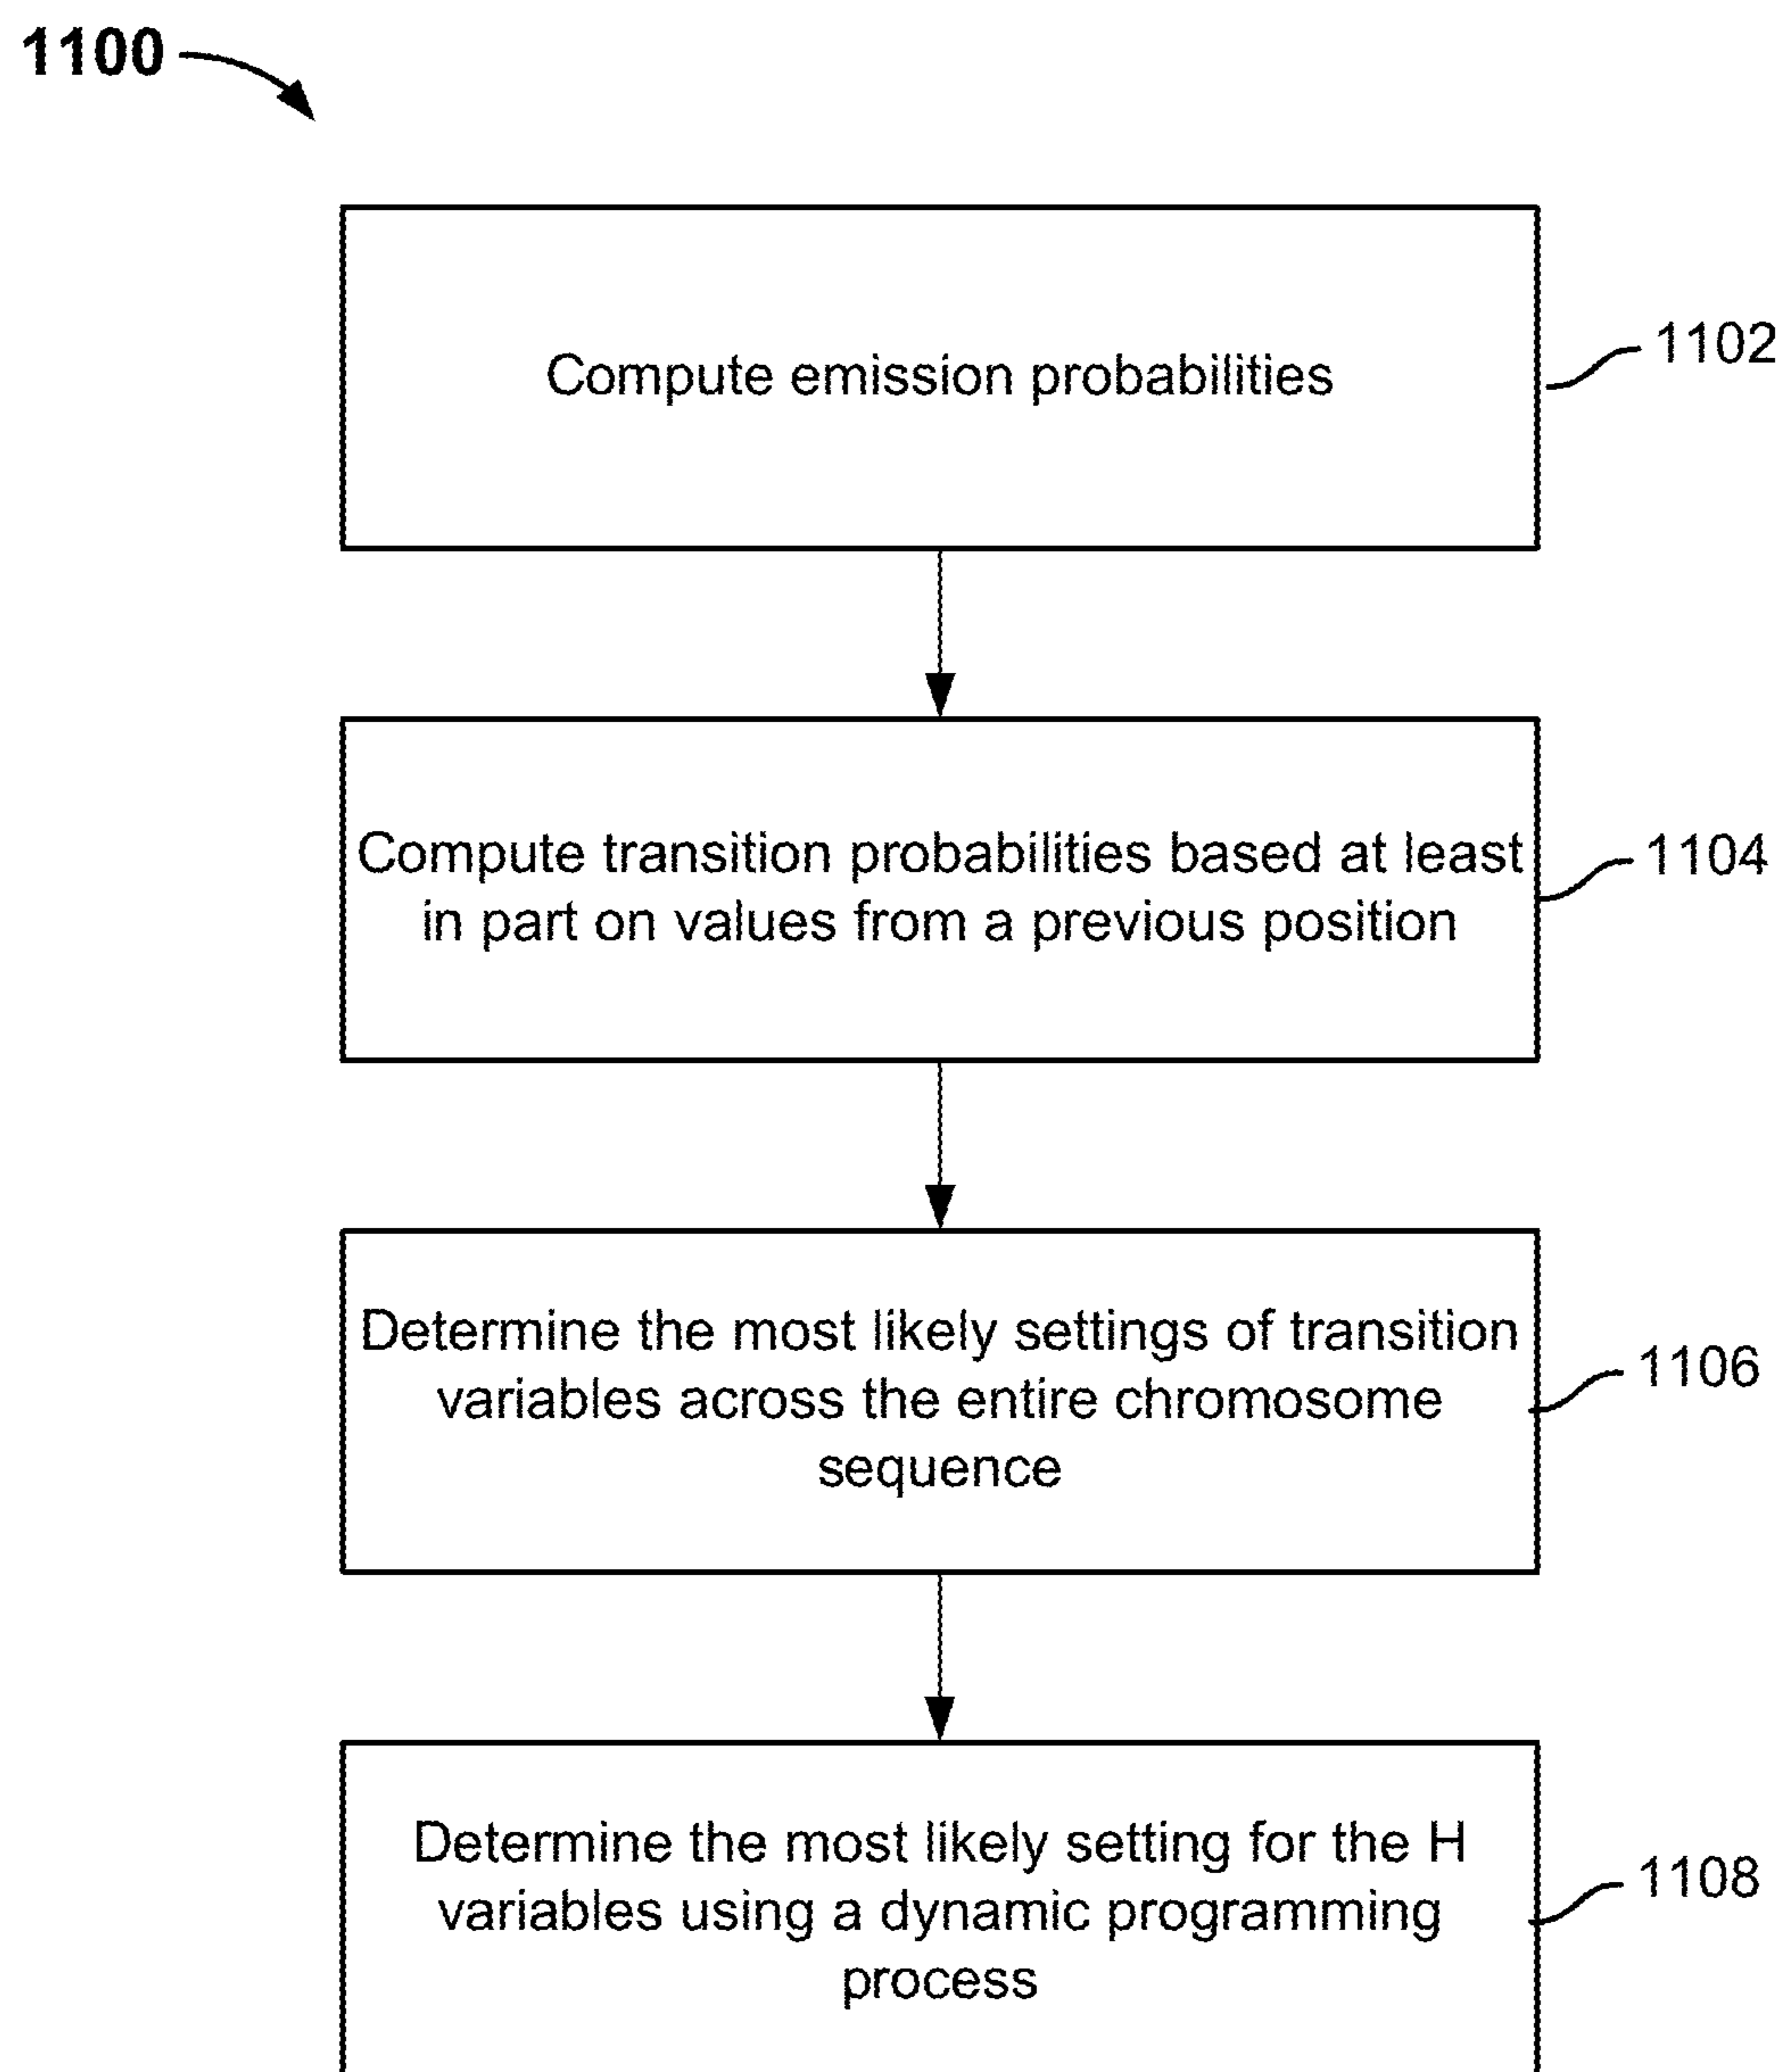 1100
Compute emission probabilities
1102
Compute transition probabilities based at least
in part on values from a previous position
1104
Determine the most likely settings of transition
variables across the entire chromosome
sequence
1106
Determine the most likely setting for the H
variables using a dynamic programming
process
1108